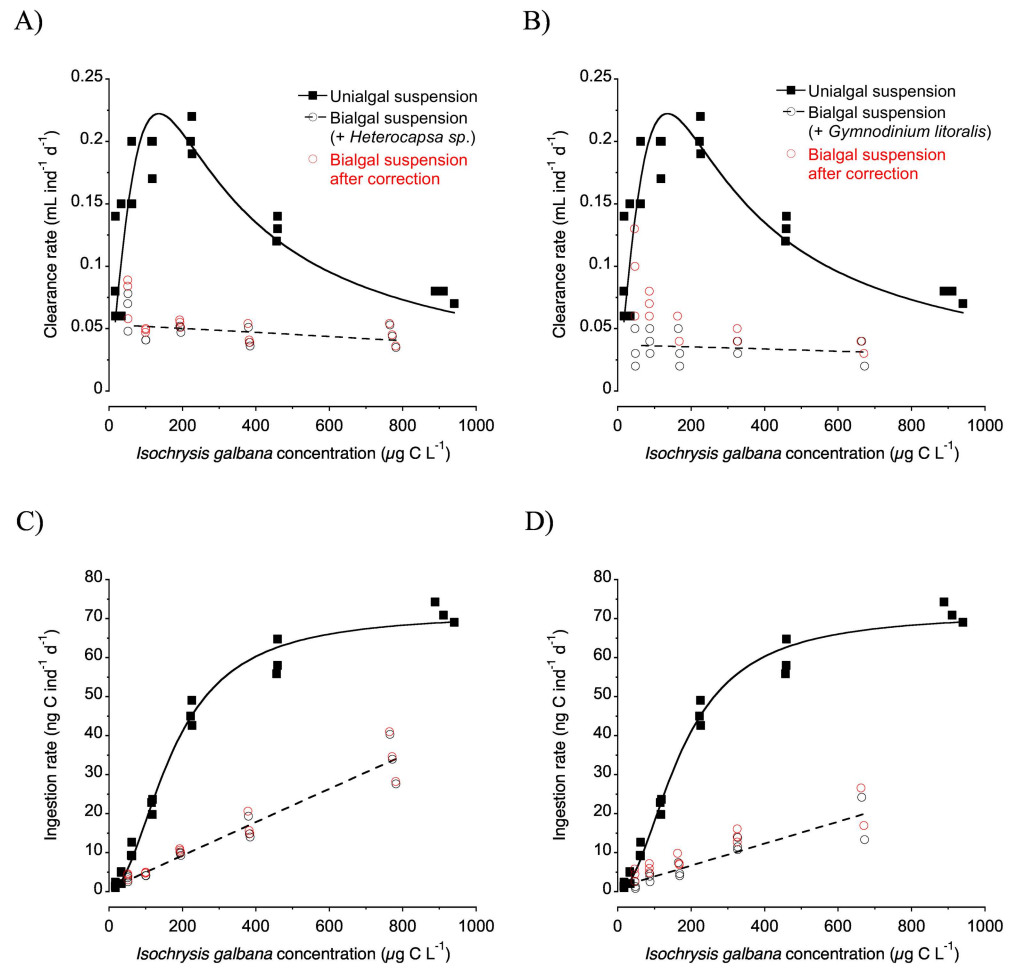 A)
0.25
0.2
0.15
0.1
0.05
0
Clearance rate (mL ind⁻¹ d⁻¹)
Unialgal suspension
Bialgal suspension
(+ Heterocapsa sp.)
Bialgal suspension
after correction
0 200 400 600 800 1000
Isochrysis galbana concentration (µg C L⁻¹)
B)
0.25
0.2
0.15
0.1
0.05
0
Clearance rate (mL ind⁻¹ d⁻¹)
Unialgal suspension
Bialgal suspension
(+ Gymnodinium litoralis)
Bialgal suspension
after correction
0 200 400 600 800 1000
Isochrysis galbana concentration (µg C L⁻¹)
C)
80
70
60
50
40
30
20
10
0
Ingestion rate (ng C ind⁻¹ d⁻¹)
0 200 400 600 800 1000
Isochrysis galbana concentration (µg C L⁻¹)
D)
80
70
60
50
40
30
20
10
0
Ingestion rate (ng C ind⁻¹ d⁻¹)
0 200 400 600 800 1000
Isochrysis galbana concentration (µg C L⁻¹)